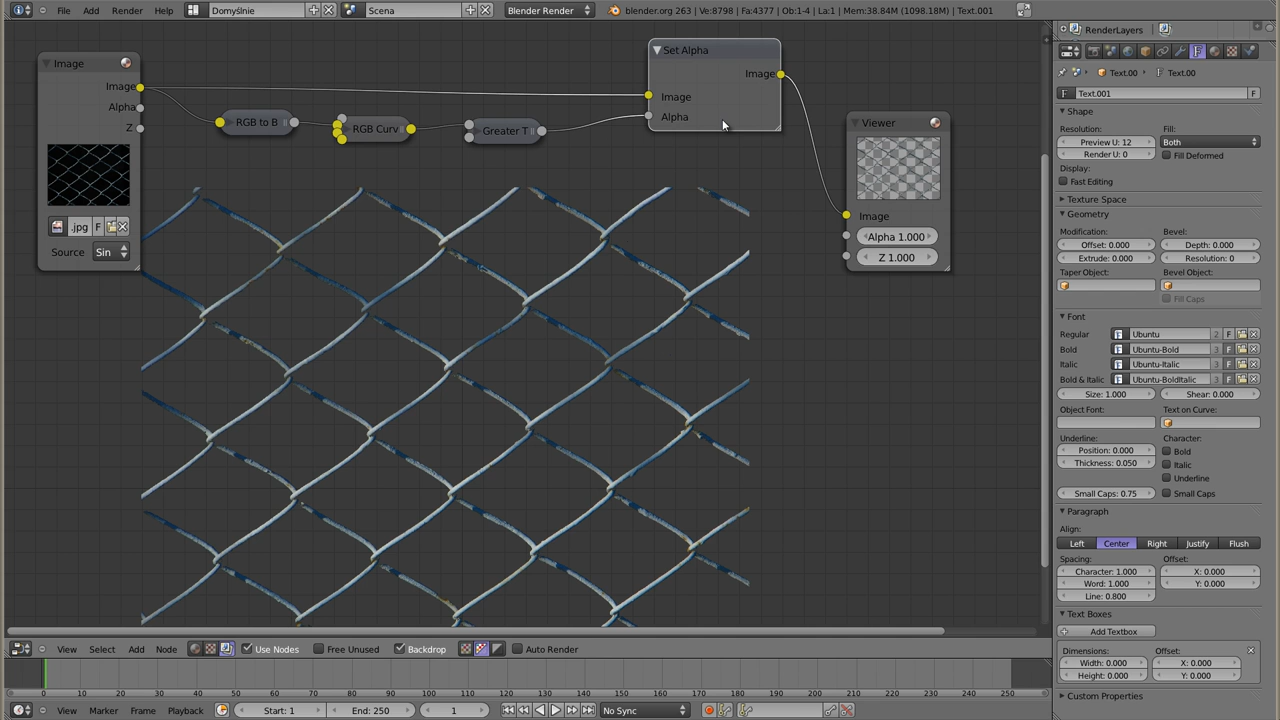 File Add Render Help Domyślnie F Scena F Blender Render blender.org 263 | Ve:8798 | Fa:4377 | Ob:1-4 | La:1 | Mem:38.84M (1098.18M) | Text.001
Image
Image
Alpha
Z
.jpg F
Source Sin
RGB to B
RGB Curv
Greater T
Set Alpha
Image
Image
Alpha
Viewer
Image
Alpha 1.000
Z 1.000
View Select Add Node Use Nodes Free Unused Backdrop Auto Render
0 10 20 30 40 50 60 70 80 90 100 110 120 130 140 150 160 170 180 190 200 210 220 230 240 250
View Marker Frame Playback Start: 1 End: 250 1 No Sync
RenderLayers
Text.00 Text.00
Text.001 F
Shape
Resolution: Fill:
Preview U: 12 Both
Render U: 0 Fill Deformed
Display:
Fast Editing
Texture Space
Geometry
Modification: Bevel:
Offset: 0.000 Depth: 0.000
Extrude: 0.000 Resolution: 0
Taper Object: Bevel Object:
Fill Caps
Font
Regular Ubuntu 2 F
Bold Ubuntu-Bold 3 F
Italic Ubuntu-Italic 3 F
Bold & Italic Ubuntu-BoldItalic 3 F
Size: 1.000 Shear: 0.000
Object Font: Text on Curve:
Underline: Character:
Position: 0.000 Bold
Thickness: 0.050 Italic
Underline
Small Caps: 0.75 Small Caps
Paragraph
Align:
Left Center Right Justify Flush
Spacing: Offset:
Character: 1.000 X: 0.000
Word: 1.000 Y: 0.000
Line: 0.800
Text Boxes
Add Textbox
Dimensions: Offset:
Width: 0.000 X: 0.000
Height: 0.000 Y: 0.000
Custom Properties